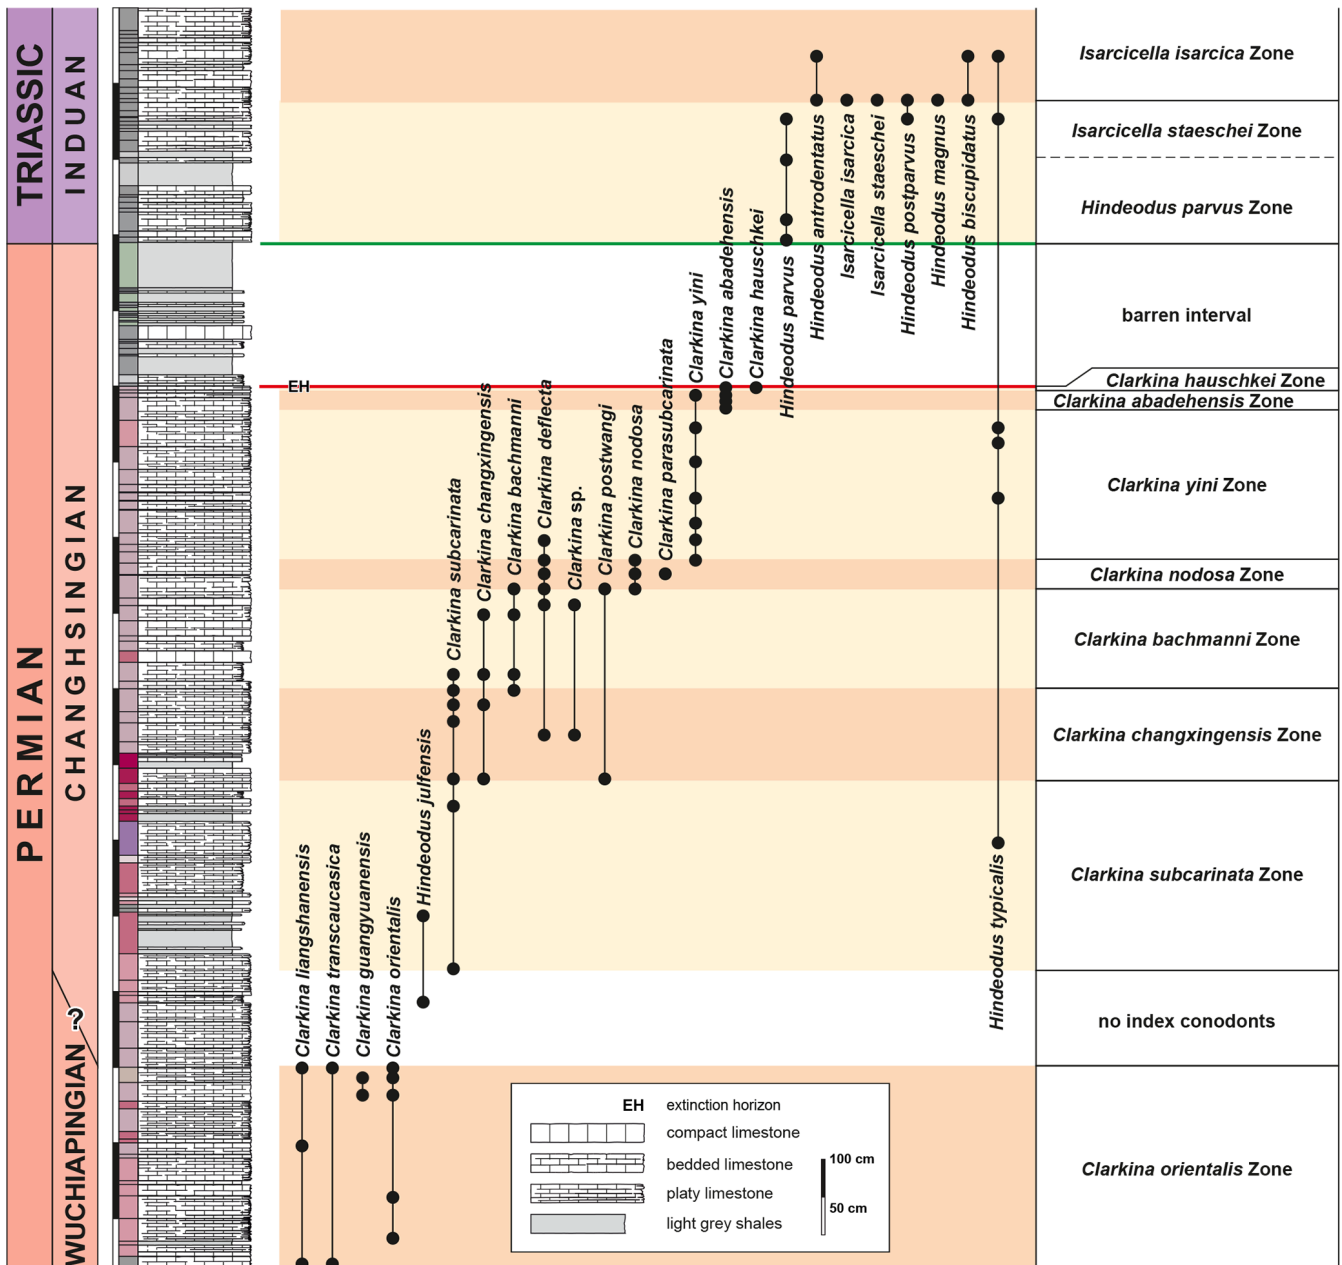 TRIASSIC
INDUAN
PERMIAN
CHANGHSINGIAN
?
WUCHIAPINGIAN
EH
Clarkina liangshanensis
Clarkina transcaucasica
Clarkina guangyuanensis
Clarkina orientalis
Hindeodus julfensis
Clarkina subcarinata
Clarkina changxingensis
Clarkina bachmanni
Clarkina deflecta
Clarkina sp.
Clarkina postwangi
Clarkina nodosa
Clarkina parasubcarinata
Clarkina yini
Clarkina abadehensis
Clarkina hauschkei
Hindeodus parvus
Hindeodus antrodentatus
Isarcicella isarcica
Isarcicella staeschei
Hindeodus postparvus
Hindeodus magnus
Hindeodus biscupidatus
Hindeodus typicalis
Isarcicella isarcica Zone
Isarcicella staeschei Zone
Hindeodus parvus Zone
barren interval
Clarkina hauschkei Zone
Clarkina abadehensis Zone
Clarkina yini Zone
Clarkina nodosa Zone
Clarkina bachmanni Zone
Clarkina changxingensis Zone
Clarkina subcarinata Zone
no index conodonts
Clarkina orientalis Zone
EH extinction horizon
compact limestone
bedded limestone
platy limestone
light grey shales
100 cm
50 cm